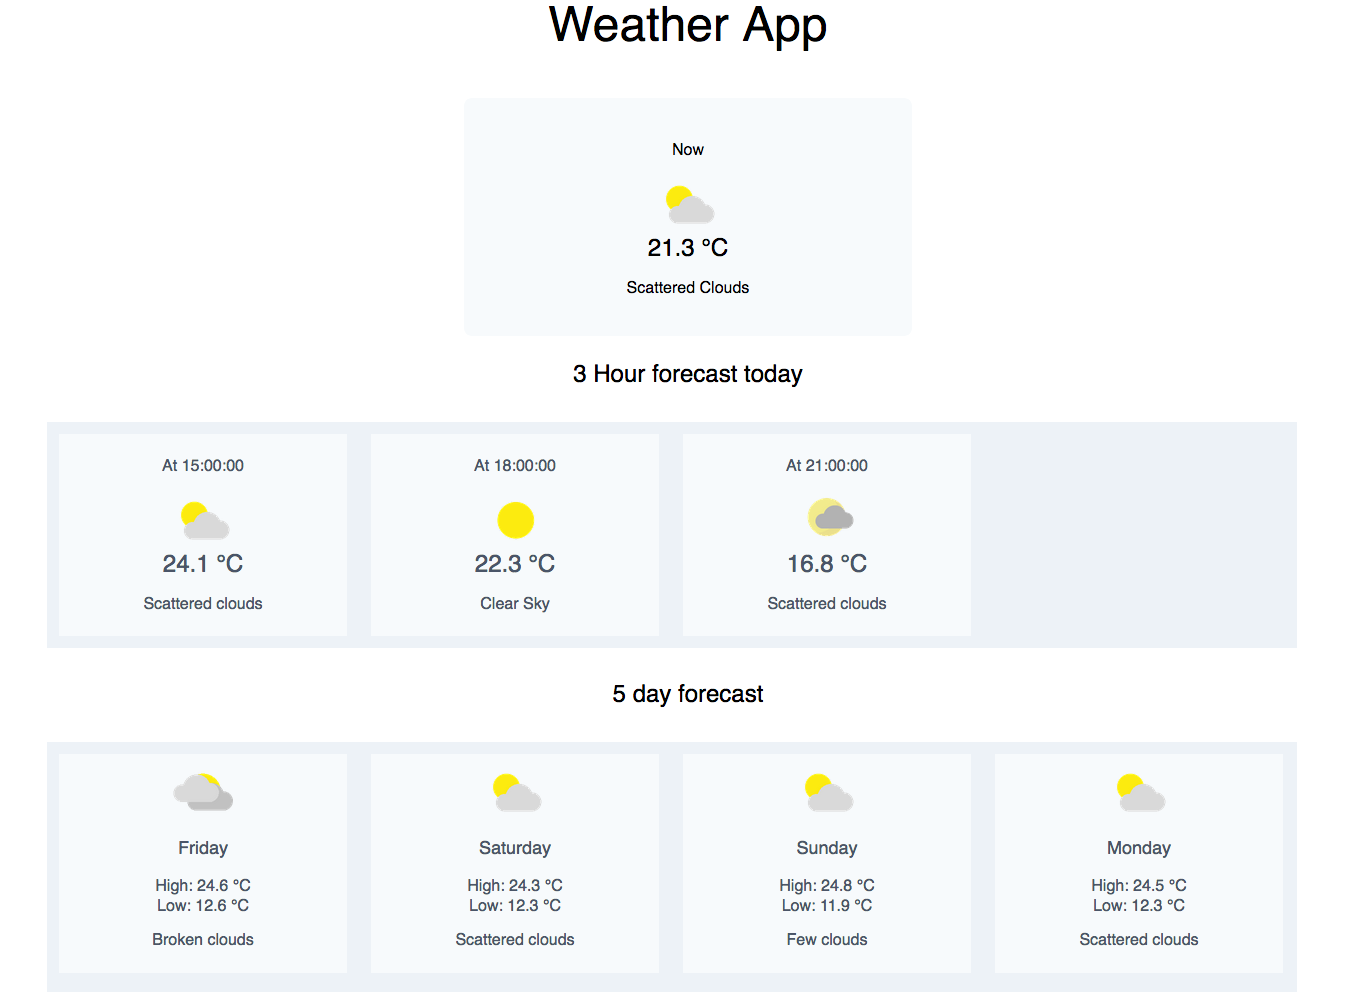 Weather App
Now
21.3 °C
Scattered Clouds
3 Hour forecast today
At 15:00:00
24.1 °C
Scattered clouds
At 18:00:00
22.3 °C
Clear Sky
At 21:00:00
16.8 °C
Scattered clouds
5 day forecast
Friday
High: 24.6 °C
Low: 12.6 °C
Broken clouds
Saturday
High: 24.3 °C
Low: 12.3 °C
Scattered clouds
Sunday
High: 24.8 °C
Low: 11.9 °C
Few clouds
Monday
High: 24.5 °C
Low: 12.3 °C
Scattered clouds